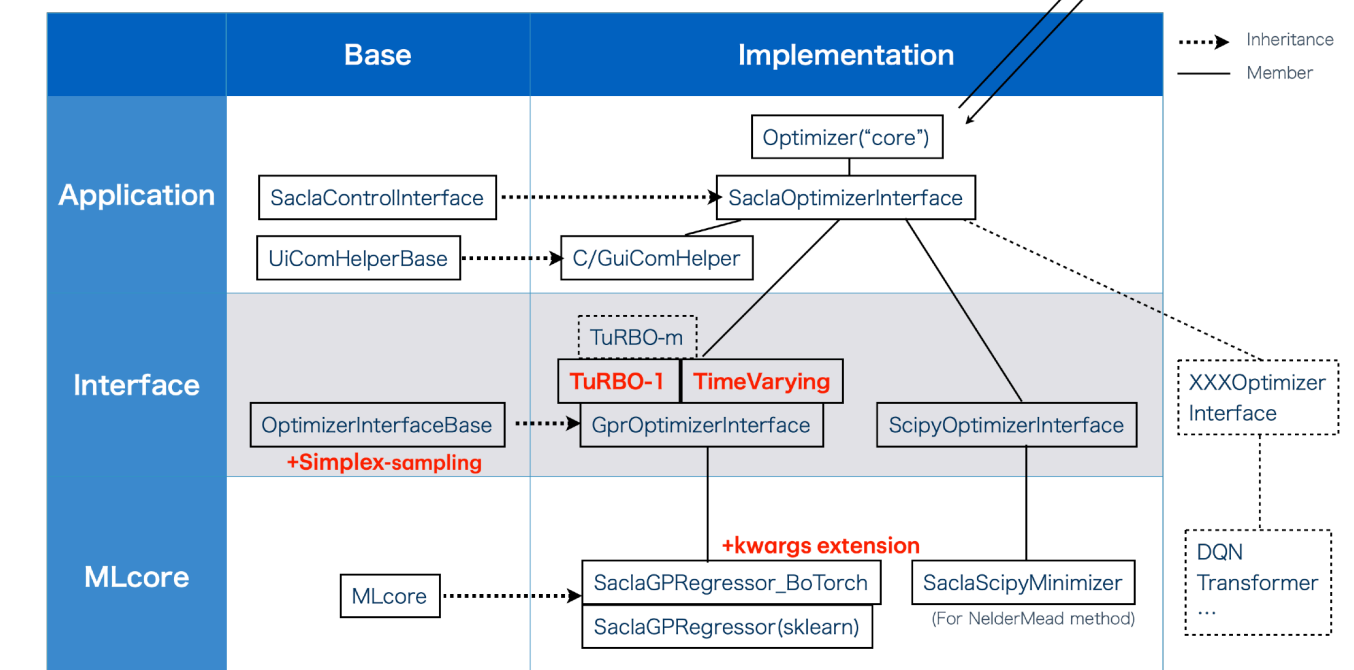 Base
Implementation
Inheritance
Member
Application
Optimizer(“core”)
SaclaControlInterface
SaclaOptimizerInterface
UiComHelperBase
C/GuiComHelper
Interface
TuRBO-m
TuRBO-1
TimeVarying
OptimizerInterfaceBase
GprOptimizerInterface
ScipyOptimizerInterface
+Simplex-sampling
XXXOptimizer
Interface
MLcore
+kwargs extension
MLcore
SaclaGPRegressor_BoTorch
SaclaGPRegressor(sklearn)
SaclaScipyMinimizer
(For NelderMead method)
DQN
Transformer
...